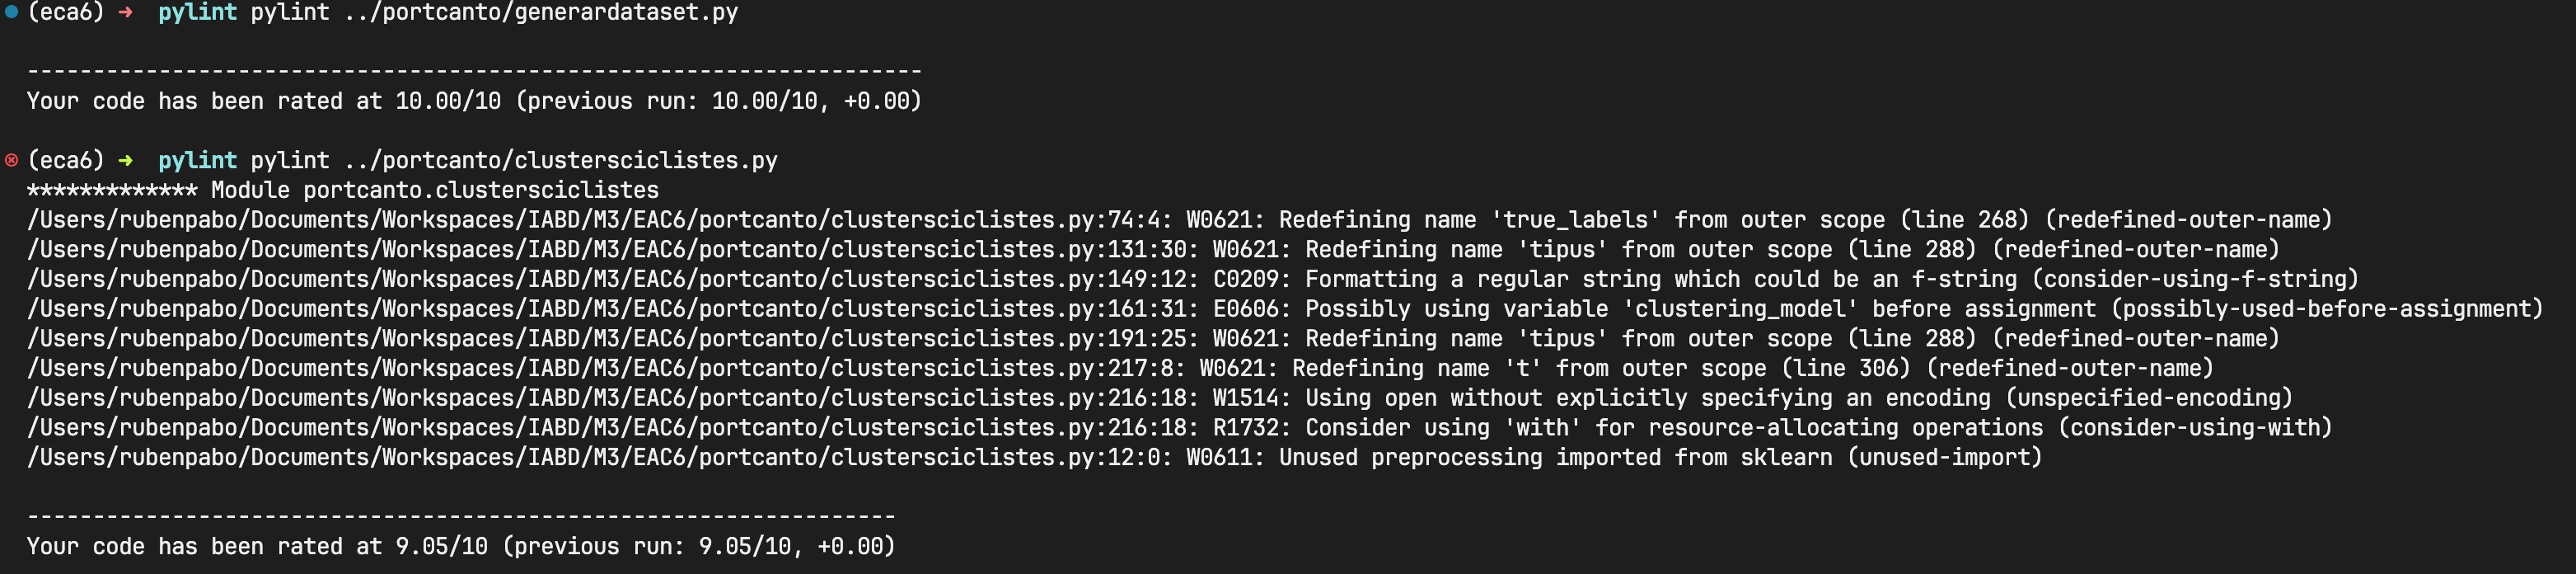 (eca6) → pylint pylint ../portcanto/generardataset.py
--------------------------------------------------------------------
Your code has been rated at 10.00/10 (previous run: 10.00/10, +0.00)
(eca6) → pylint pylint ../portcanto/clustersciclistes.py
************* Module portcanto.clustersciclistes
/Users/rubenpabo/Documents/Workspaces/IABD/M3/EAC6/portcanto/clustersciclistes.py:74:4: W0621: Redefining name 'true_labels' from outer scope (line 268) (redefined-outer-name)
/Users/rubenpabo/Documents/Workspaces/IABD/M3/EAC6/portcanto/clustersciclistes.py:131:30: W0621: Redefining name 'tipus' from outer scope (line 288) (redefined-outer-name)
/Users/rubenpabo/Documents/Workspaces/IABD/M3/EAC6/portcanto/clustersciclistes.py:149:12: C0209: Formatting a regular string which could be an f-string (consider-using-f-string)
/Users/rubenpabo/Documents/Workspaces/IABD/M3/EAC6/portcanto/clustersciclistes.py:161:31: E0606: Possibly using variable 'clustering_model' before assignment (possibly-used-before-assignment)
/Users/rubenpabo/Documents/Workspaces/IABD/M3/EAC6/portcanto/clustersciclistes.py:191:25: W0621: Redefining name 'tipus' from outer scope (line 288) (redefined-outer-name)
/Users/rubenpabo/Documents/Workspaces/IABD/M3/EAC6/portcanto/clustersciclistes.py:217:8: W0621: Redefining name 't' from outer scope (line 306) (redefined-outer-name)
/Users/rubenpabo/Documents/Workspaces/IABD/M3/EAC6/portcanto/clustersciclistes.py:216:18: W1514: Using open without explicitly specifying an encoding (unspecified-encoding)
/Users/rubenpabo/Documents/Workspaces/IABD/M3/EAC6/portcanto/clustersciclistes.py:216:18: R1732: Consider using 'with' for resource-allocating operations (consider-using-with)
/Users/rubenpabo/Documents/Workspaces/IABD/M3/EAC6/portcanto/clustersciclistes.py:12:0: W0611: Unused preprocessing imported from sklearn (unused-import)
------------------------------------------------------------------
Your code has been rated at 9.05/10 (previous run: 9.05/10, +0.00)